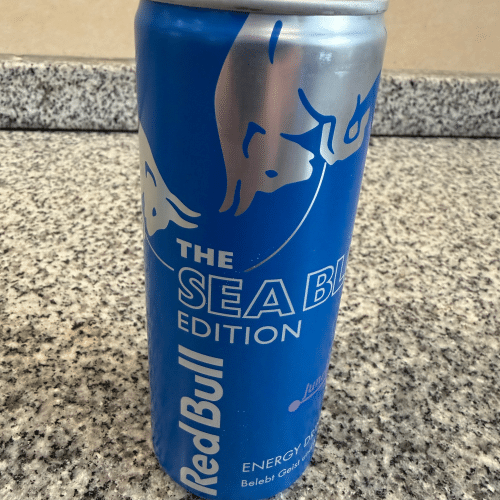 THE
SEA BL
EDITION
Red Bull
ENERGY
Belebt Geist